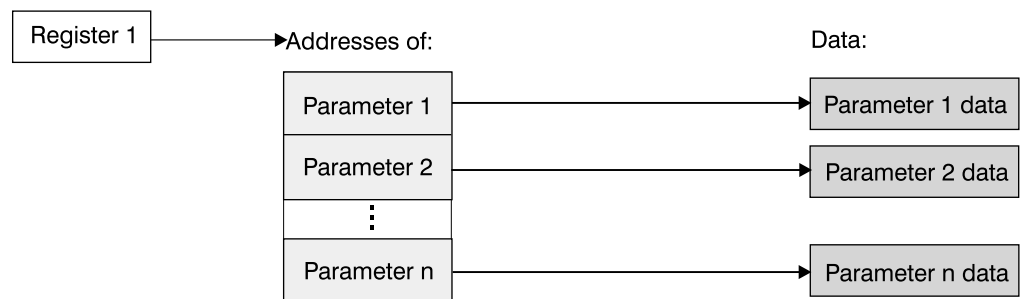 Register 1
Addresses of:
Data:
Parameter 1
Parameter 1 data
Parameter 2
Parameter 2 data
Parameter n
Parameter n data